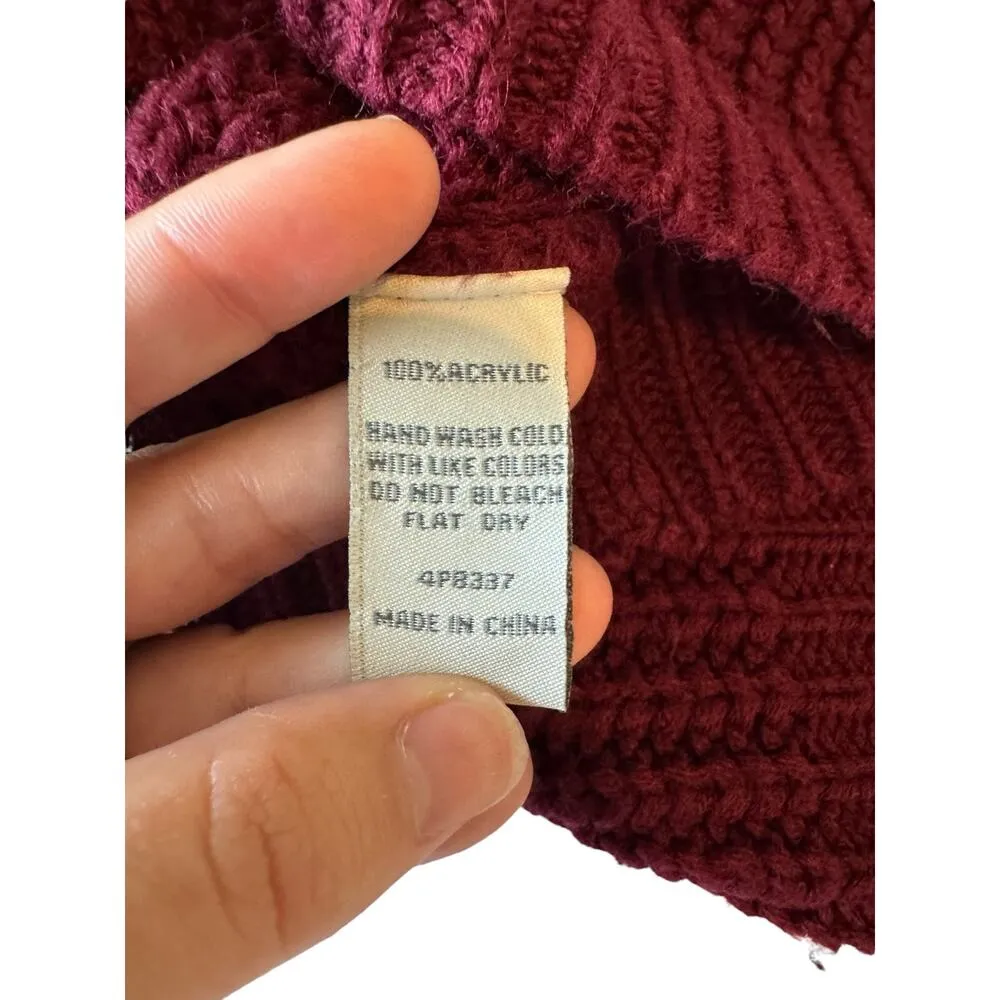 100%ACRYLIC
HAND WASH COLD
WITH LIKE COLORS
DO NOT BLEACH
FLAT DRY
4P8337
MADE IN CHINA